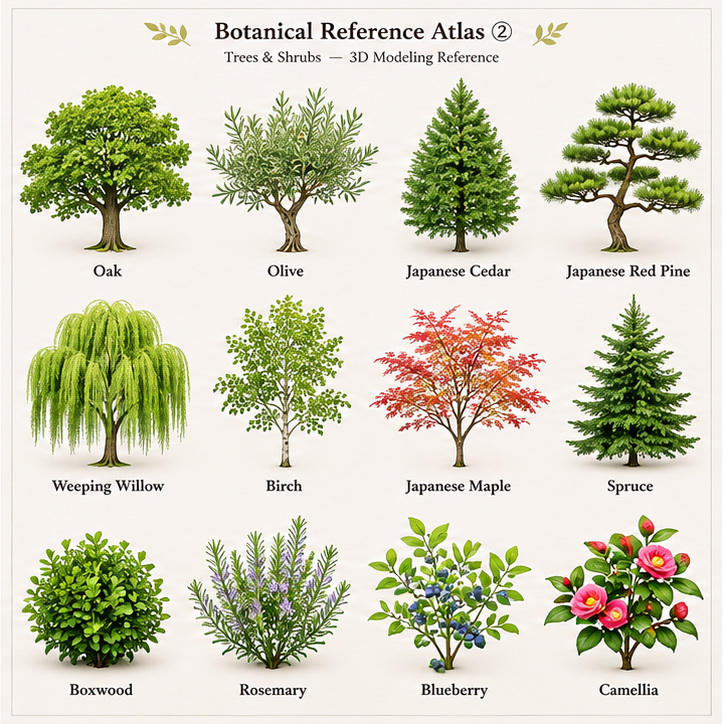 Botanical Reference Atlas ②
Trees & Shrubs — 3D Modeling Reference
Oak
Olive
Japanese Cedar
Japanese Red Pine
Weeping Willow
Birch
Japanese Maple
Spruce
Boxwood
Rosemary
Blueberry
Camellia